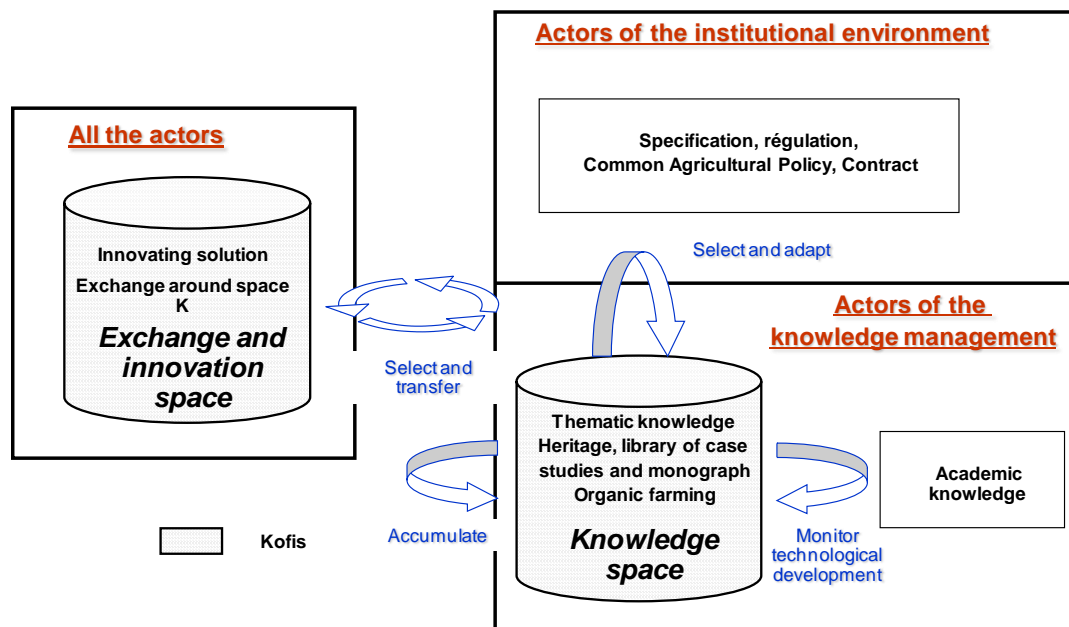 Actors of the institutional environment
Specification, régulation,
Common Agricultural Policy, Contract
All the actors
Innovating solution
Exchange around space
K
Exchange and
innovation
space
Select and adapt
Select and
transfer
Actors of the
knowledge management
Thematic knowledge
Heritage, library of case
studies and monograph
Organic farming
Knowledge
space
Academic
knowledge
Accumulate
Monitor
technological
development
Kofis